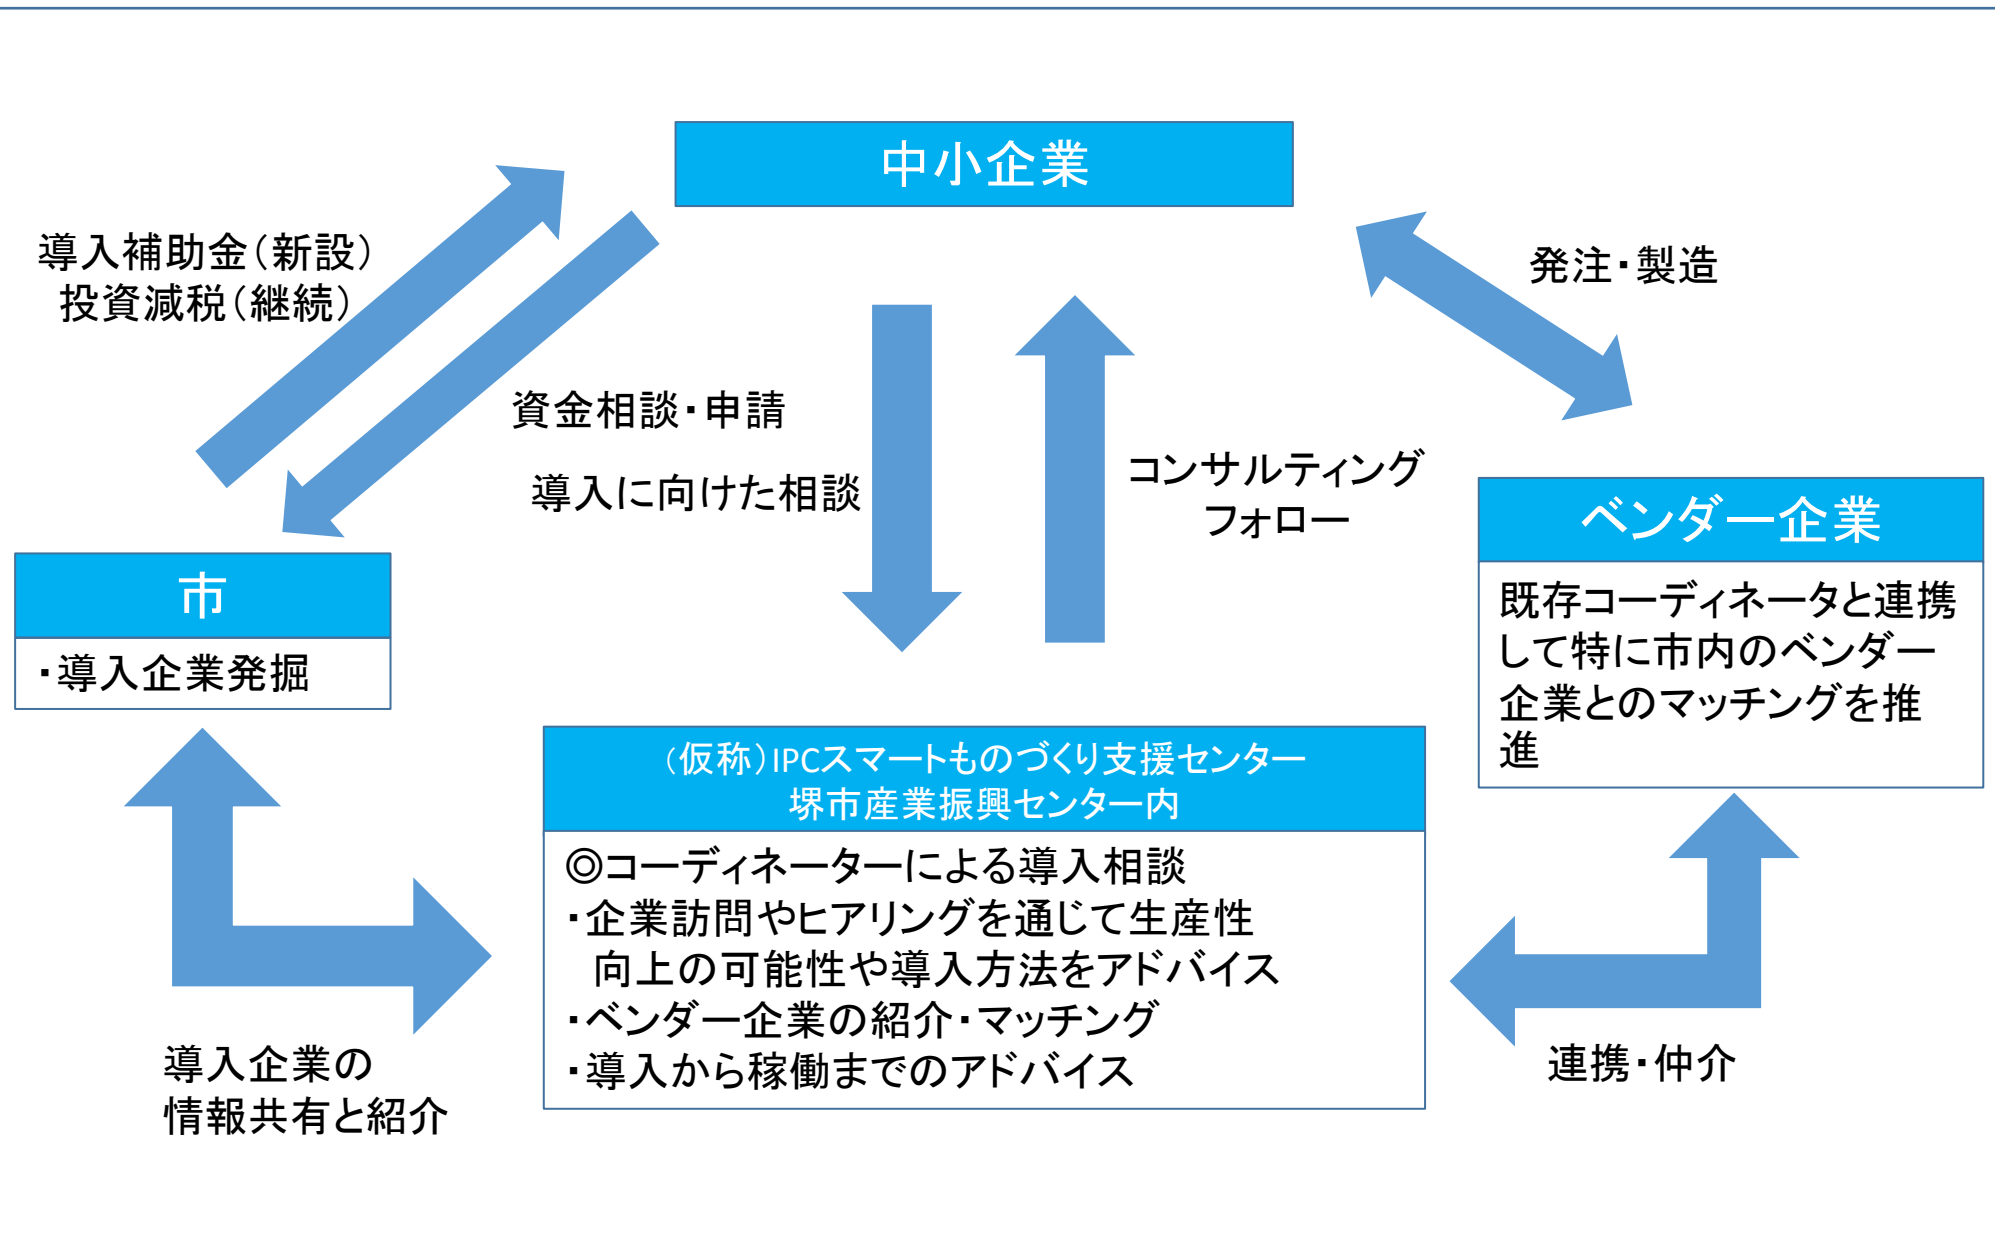 中小企業
導入補助金(新設)
投資減税(継続)
発注・製造
資金相談・申請
導入に向けた相談
コンサルティング
フォロー
ベンダー企業
既存コーディネータと連携
して特に市内のベンダー
企業とのマッチングを推
進
市
・導入企業発掘
(仮称)IPCスマートものづくり支援センター
堺市産業振興センター内
◎コーディネーターによる導入相談
・企業訪問やヒアリングを通じて生産性
向上の可能性や導入方法をアドバイス
・ベンダー企業の紹介・マッチング
・導入から稼働までのアドバイス
導入企業の
情報共有と紹介
連携・仲介